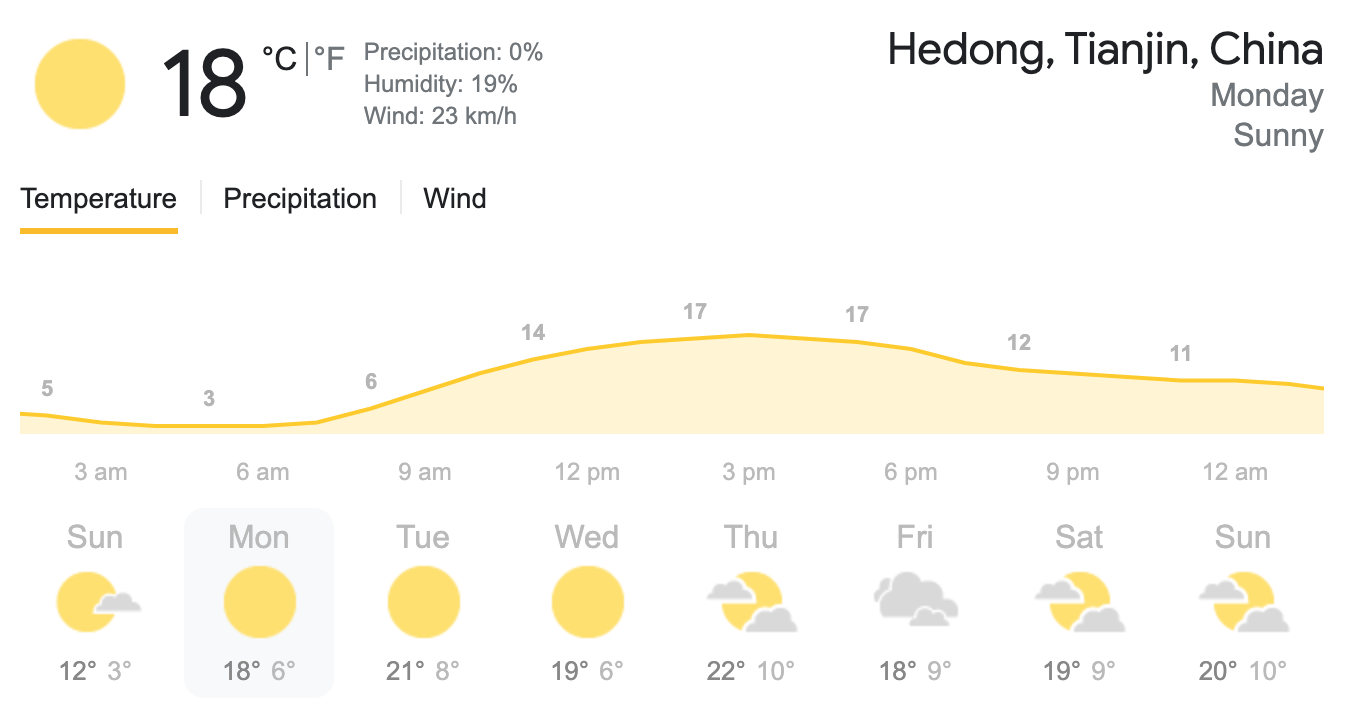 18 °C | °F
Precipitation: 0%
Humidity: 19%
Wind: 23 km/h
Hedong, Tianjin, China
Monday
Sunny
Temperature | Precipitation | Wind
5 3 6 14 17 17 12 11
3 am 6 am 9 am 12 pm 3 pm 6 pm 9 pm 12 am
Sun Mon Tue Wed Thu Fri Sat Sun
12° 3° 18° 6° 21° 8° 19° 6° 22° 10° 18° 9° 19° 9° 20° 10°